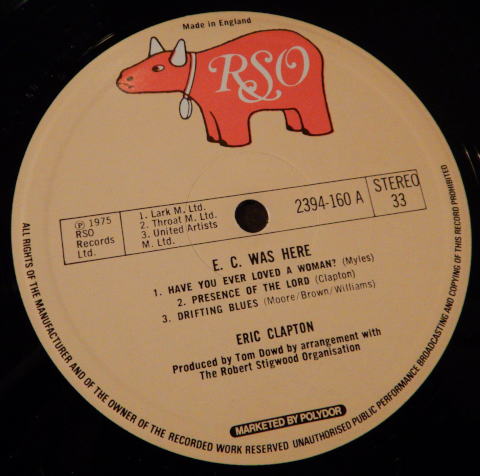 Made in England
RSO
℗ 1975
RSO
Records
Ltd.
1. Lark M. Ltd.
2. Throat M. Ltd.
3. United Artists
M. Ltd.
2394-160 A
STEREO
33
E. C. WAS HERE
1. HAVE YOU EVER LOVED A WOMAN? (Myles)
2. PRESENCE OF THE LORD (Clapton)
3. DRIFTING BLUES (Moore/Brown/Williams)
ERIC CLAPTON
Produced by Tom Dowd by arrangement with
The Robert Stigwood Organisation
MARKETED BY POLYDOR
ALL RIGHTS OF THE MANUFACTURER AND OF THE OWNER OF THE RECORDED WORK RESERVED UNAUTHORISED PUBLIC PERFORMANCE BROADCASTING AND COPYING OF THIS RECORD PROHIBITED